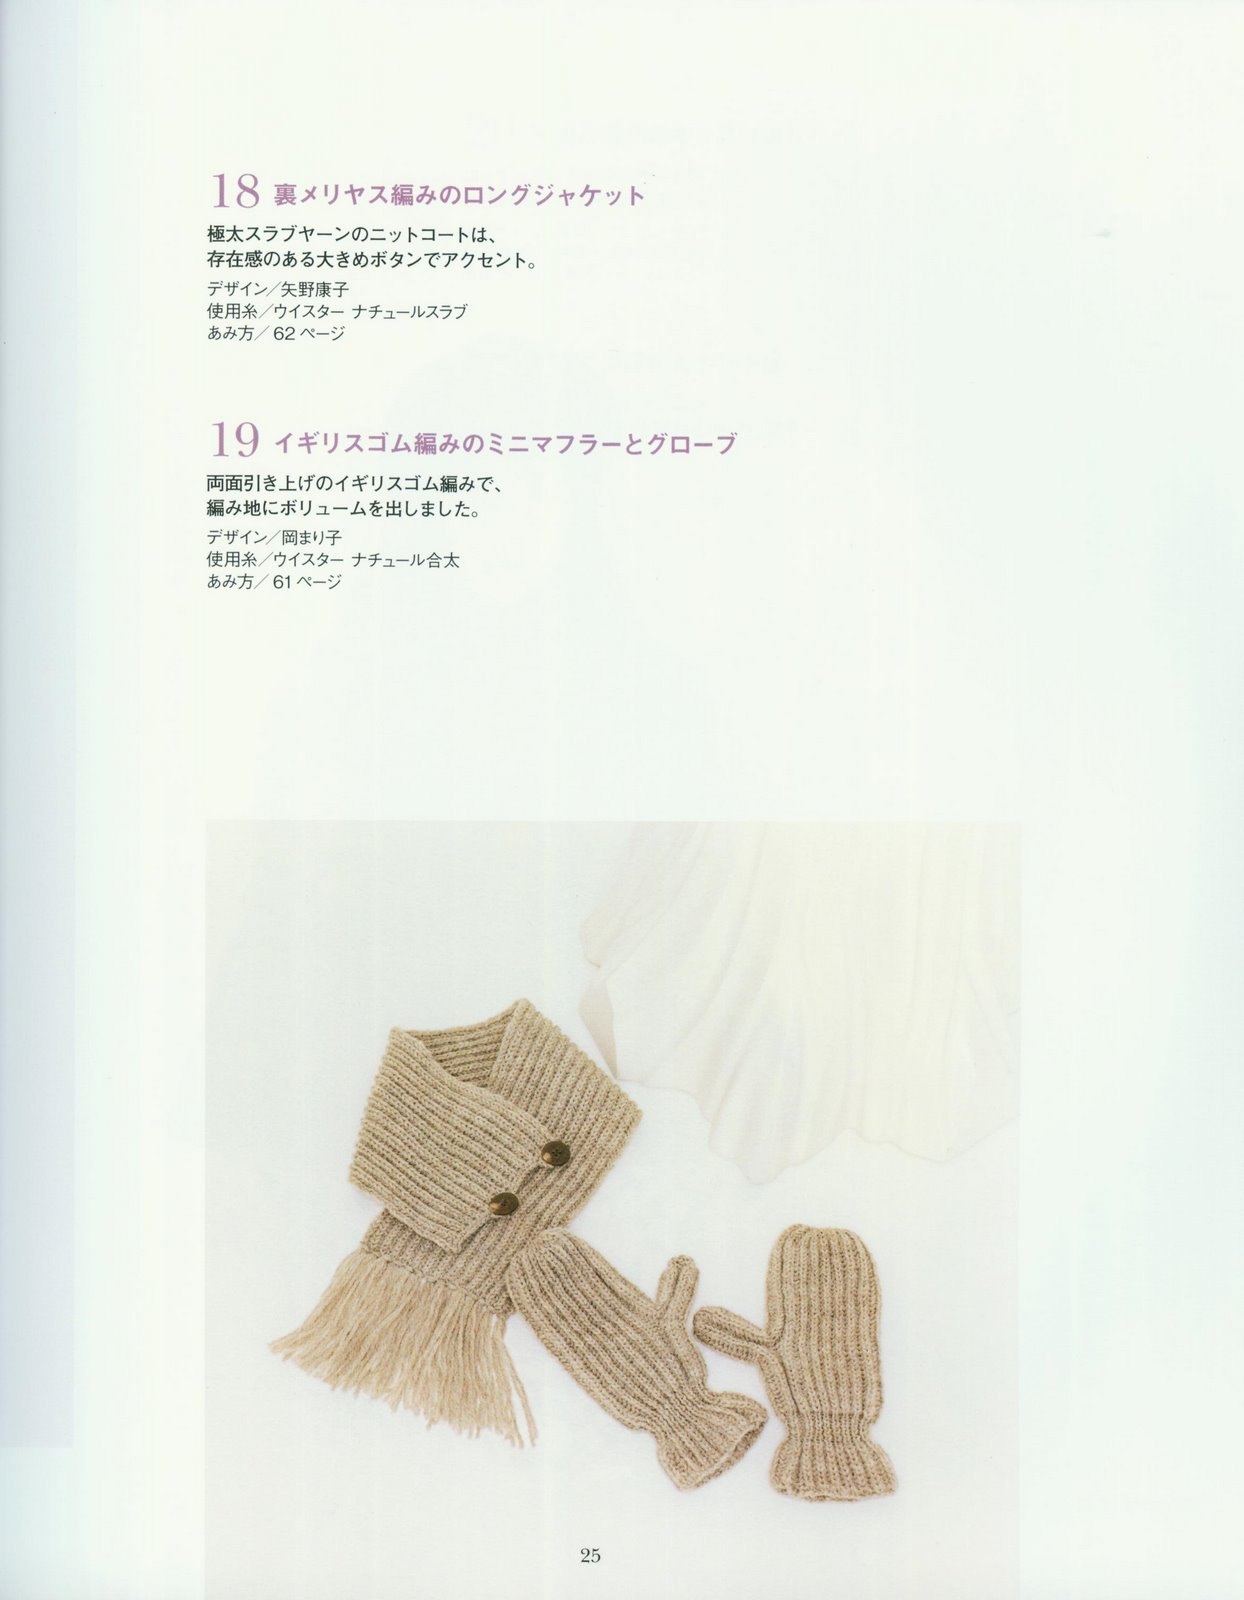 18 裏メリヤス編みのロングジャケット
極太スラブヤーンのニットコートは、
存在感のある大きめボタンでアクセント。
デザイン／矢野康子
使用糸／ウイスター ナチュールスラブ
あみ方／62ページ
19 イギリスゴム編みのミニマフラーとグローブ
両面引き上げのイギリスゴム編みで、
編み地にボリュームを出しました。
デザイン／岡まり子
使用糸／ウイスター ナチュール合太
あみ方／61ページ
25